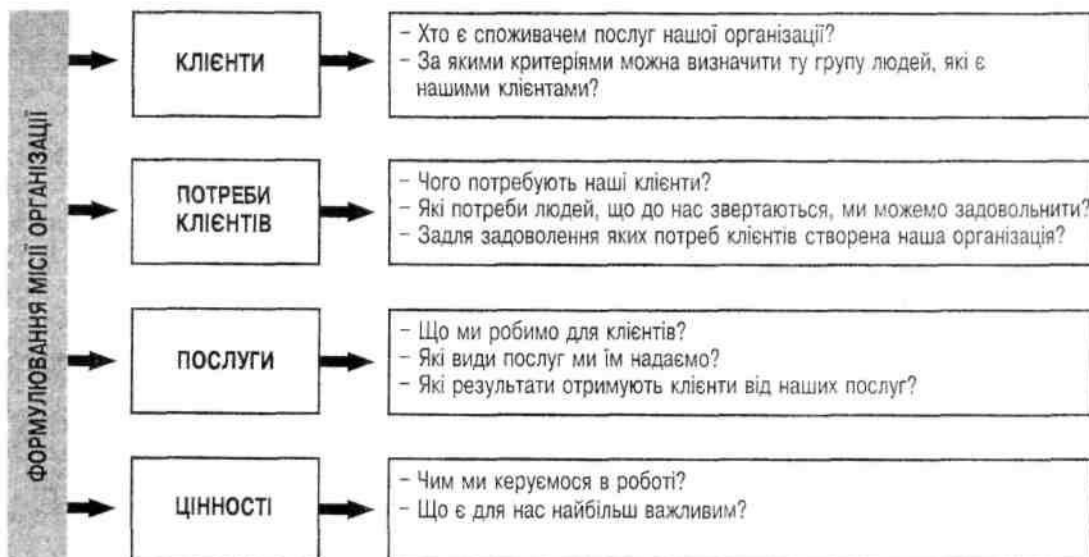 ФОРМУЛЮВАННЯ МІСІЇ ОРГАНІЗАЦІЇ
КЛІЄНТИ
– Хто є споживачем послуг нашої організації?
– За якими критеріями можна визначити ту групу людей, які є
нашими клієнтами?
ПОТРЕБИ
КЛІЄНТІВ
– Чого потребують наші клієнти?
– Які потреби людей, що до нас звертаються, ми можемо задовольнити?
– Задля задоволення яких потреб клієнтів створена наша організація?
ПОСЛУГИ
– Що ми робимо для клієнтів?
– Які види послуг ми їм надаємо?
– Які результати отримують клієнти від наших послуг?
ЦІННОСТІ
– Чим ми керуємося в роботі?
– Що є для нас найбільш важливим?